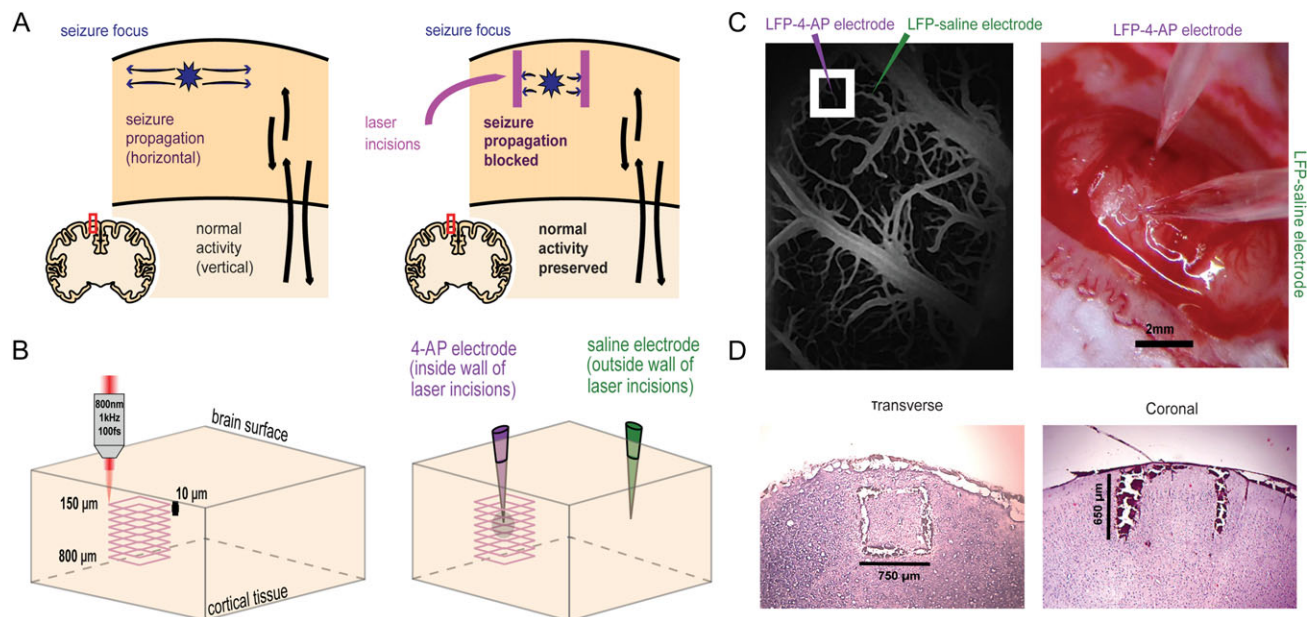 A
seizure focus
seizure
propagation
(horizontal)
normal
activity
(vertical)
seizure focus
laser
incisions
seizure
propagation
blocked
normal
activity
preserved
B
800nm
1kHz
100fs
brain surface
150 µm
10 µm
800 µm
cortical tissue
4-AP electrode
(inside wall of
laser incisions)
saline electrode
(outside wall of
laser incisions)
C
LFP-4-AP electrode
LFP-saline electrode
LFP-4-AP electrode
LFP-saline electrode
2mm
D
Transverse
750 µm
Coronal
650 µm